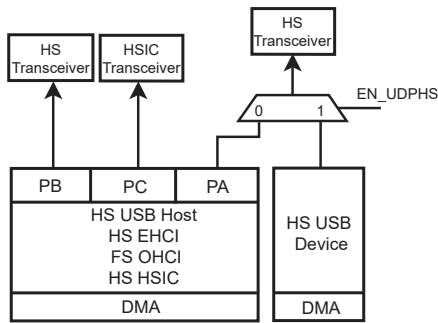 HS
Transceiver
HSIC
Transceiver
HS
Transceiver
EN_UDPHS
0
1
PB
PC
PA
HS USB Host
HS EHCI
FS OHCI
HS HSIC
DMA
HS USB
Device
DMA